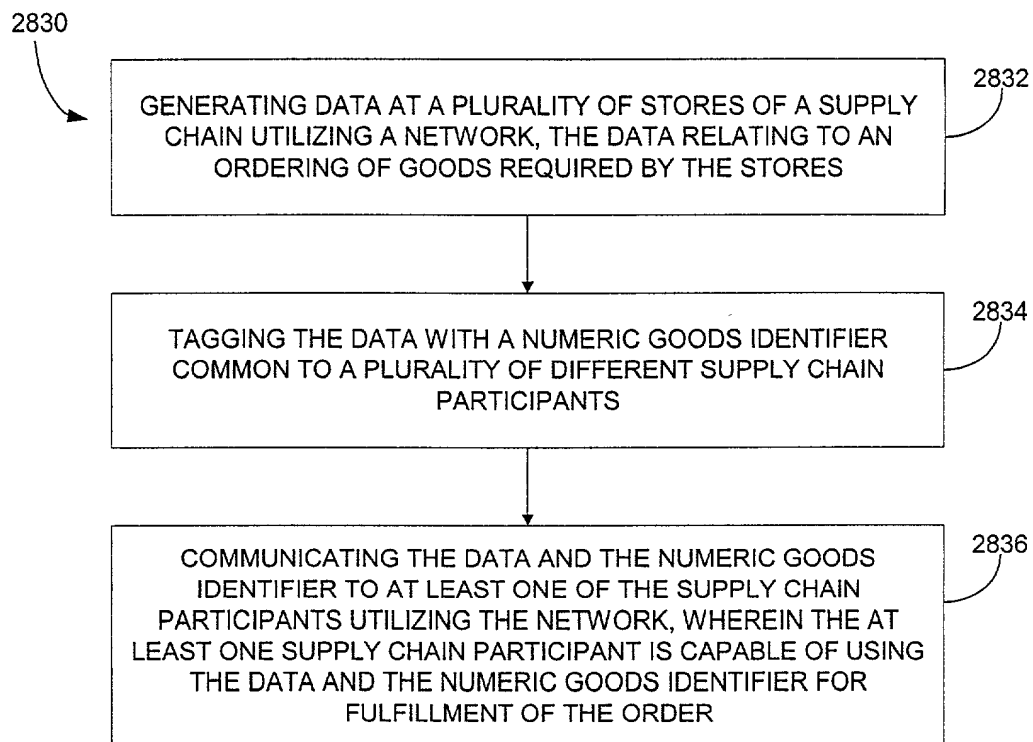 2830
2832
GENERATING DATA AT A PLURALITY OF STORES OF A SUPPLY
CHAIN UTILIZING A NETWORK, THE DATA RELATING TO AN
ORDERING OF GOODS REQUIRED BY THE STORES
2834
TAGGING THE DATA WITH A NUMERIC GOODS IDENTIFIER
COMMON TO A PLURALITY OF DIFFERENT SUPPLY CHAIN
PARTICIPANTS
2836
COMMUNICATING THE DATA AND THE NUMERIC GOODS
IDENTIFIER TO AT LEAST ONE OF THE SUPPLY CHAIN
PARTICIPANTS UTILIZING THE NETWORK, WHEREIN THE AT
LEAST ONE SUPPLY CHAIN PARTICIPANT IS CAPABLE OF USING
THE DATA AND THE NUMERIC GOODS IDENTIFIER FOR
FULFILLMENT OF THE ORDER